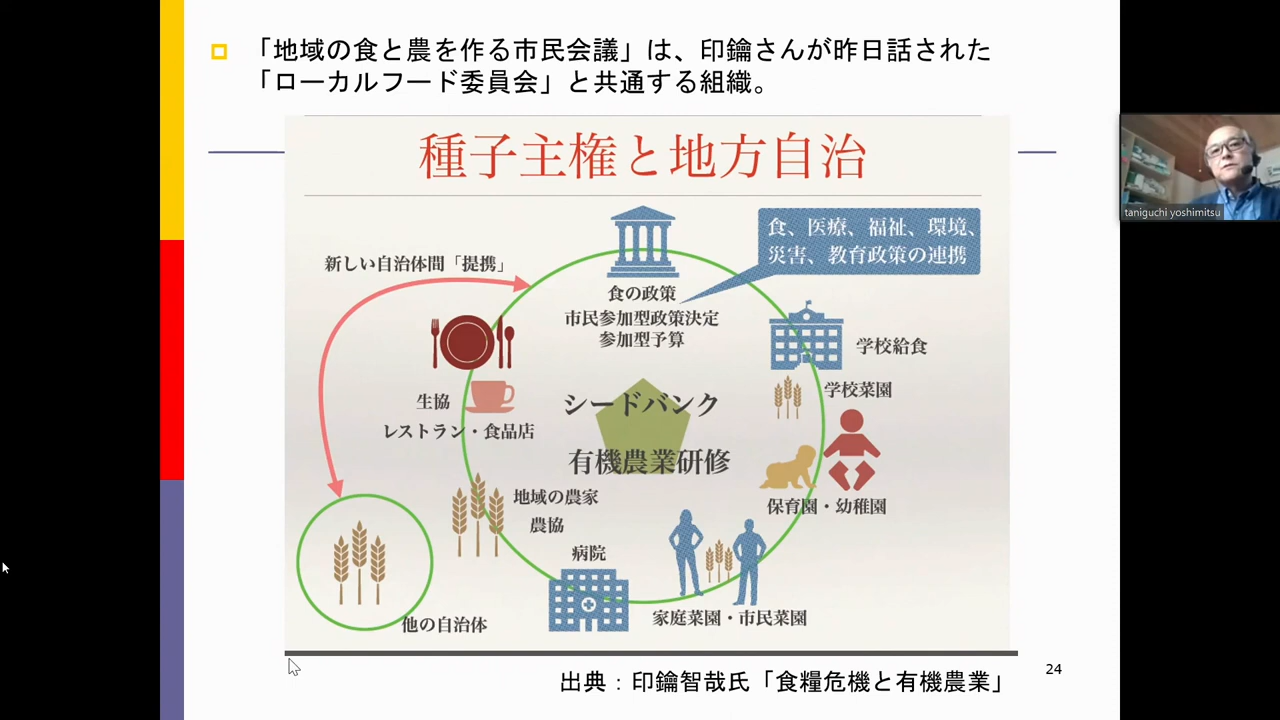 「地域の食と農を作る市民会議」は、印鑰さんが昨日話された
「ローカルフード委員会」と共通する組織。
種子主権と地方自治
食、医療、福祉、環境、
災害、教育政策の連携
新しい自治体間「提携」
食の政策
市民参加型政策決定
参加型予算
学校給食
学校菜園
生協
レストラン・食品店
シードバンク
有機農業研修
地域の農家
農協
保育園・幼稚園
病院
家庭菜園・市民菜園
他の自治体
出典：印鑰智哉氏「食糧危機と有機農業」
24
taniguchi yoshimitsu